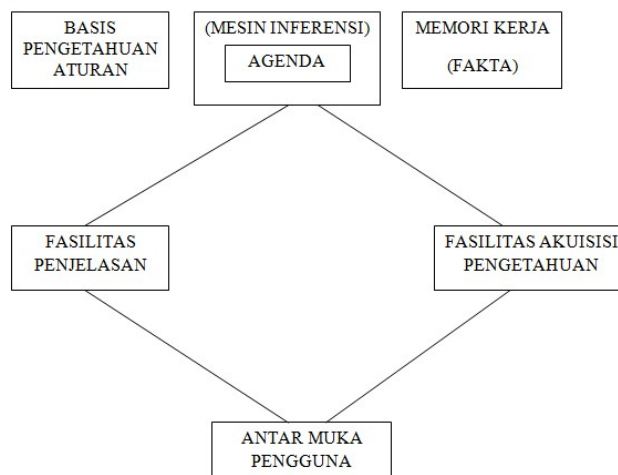 BASIS
PENGETAHUAN
ATURAN
(MESIN INFERENSI)
AGENDA
MEMORI KERJA
(FAKTA)
FASILITAS
PENJELASAN
FASILITAS AKUISISI
PENGETAHUAN
ANTAR MUKA
PENGGUNA